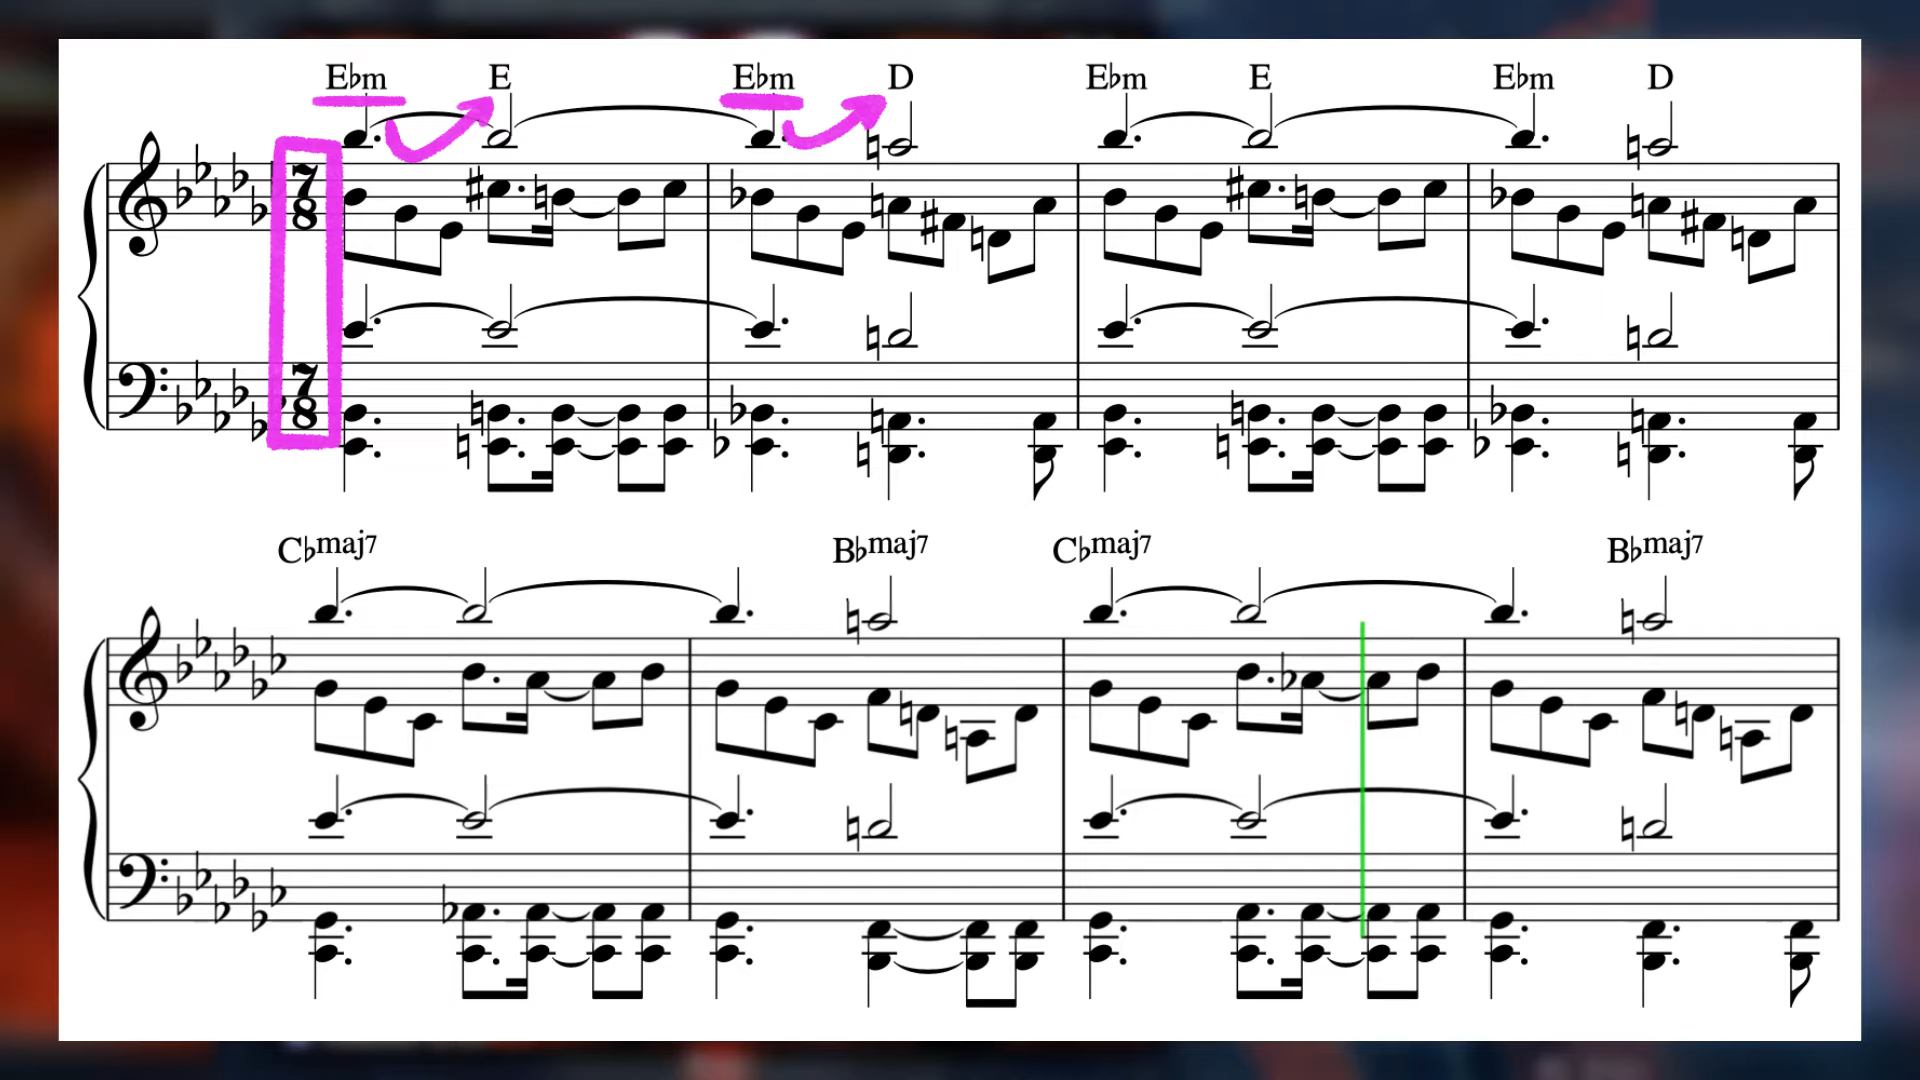 E♭m E E♭m D E♭m E E♭m D
7 8
7 8
C♭maj7 B♭maj7 C♭maj7 B♭maj7